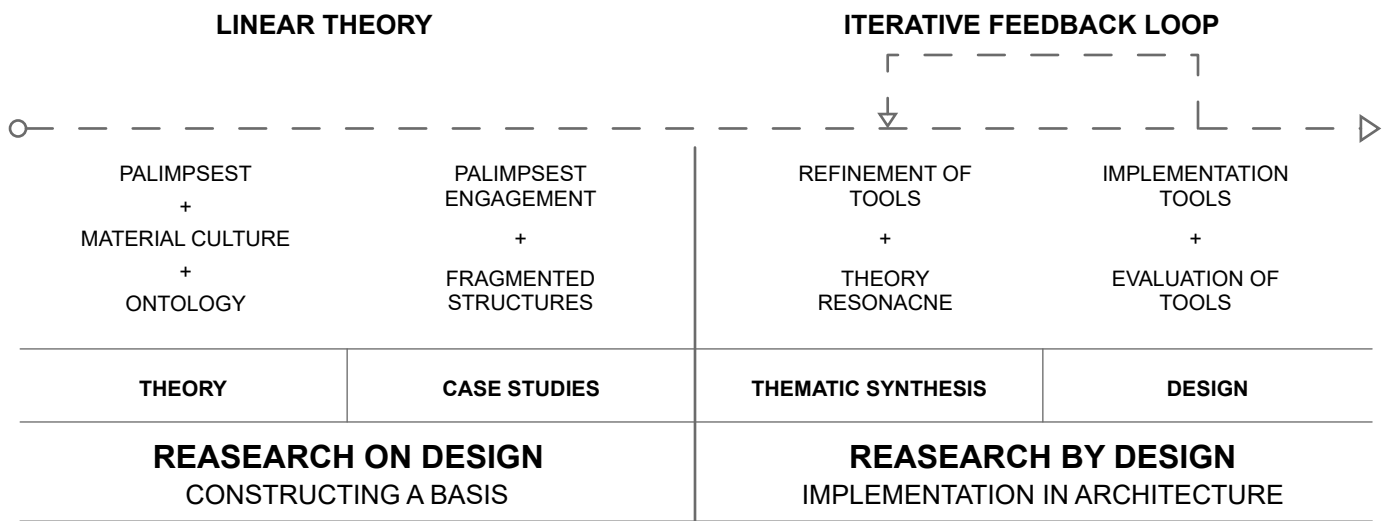 LINEAR THEORY
ITERATIVE FEEDBACK LOOP
PALIMPSEST
+
MATERIAL CULTURE
+
ONTOLOGY
PALIMPSEST
ENGAGEMENT
+
FRAGMENTED
STRUCTURES
REFINEMENT OF
TOOLS
+
THEORY
RESONACNE
IMPLEMENTATION
TOOLS
+
EVALUATION OF
TOOLS
THEORY
CASE STUDIES
THEMATIC SYNTHESIS
DESIGN
REASEARCH ON DESIGN
CONSTRUCTING A BASIS
REASEARCH BY DESIGN
IMPLEMENTATION IN ARCHITECTURE